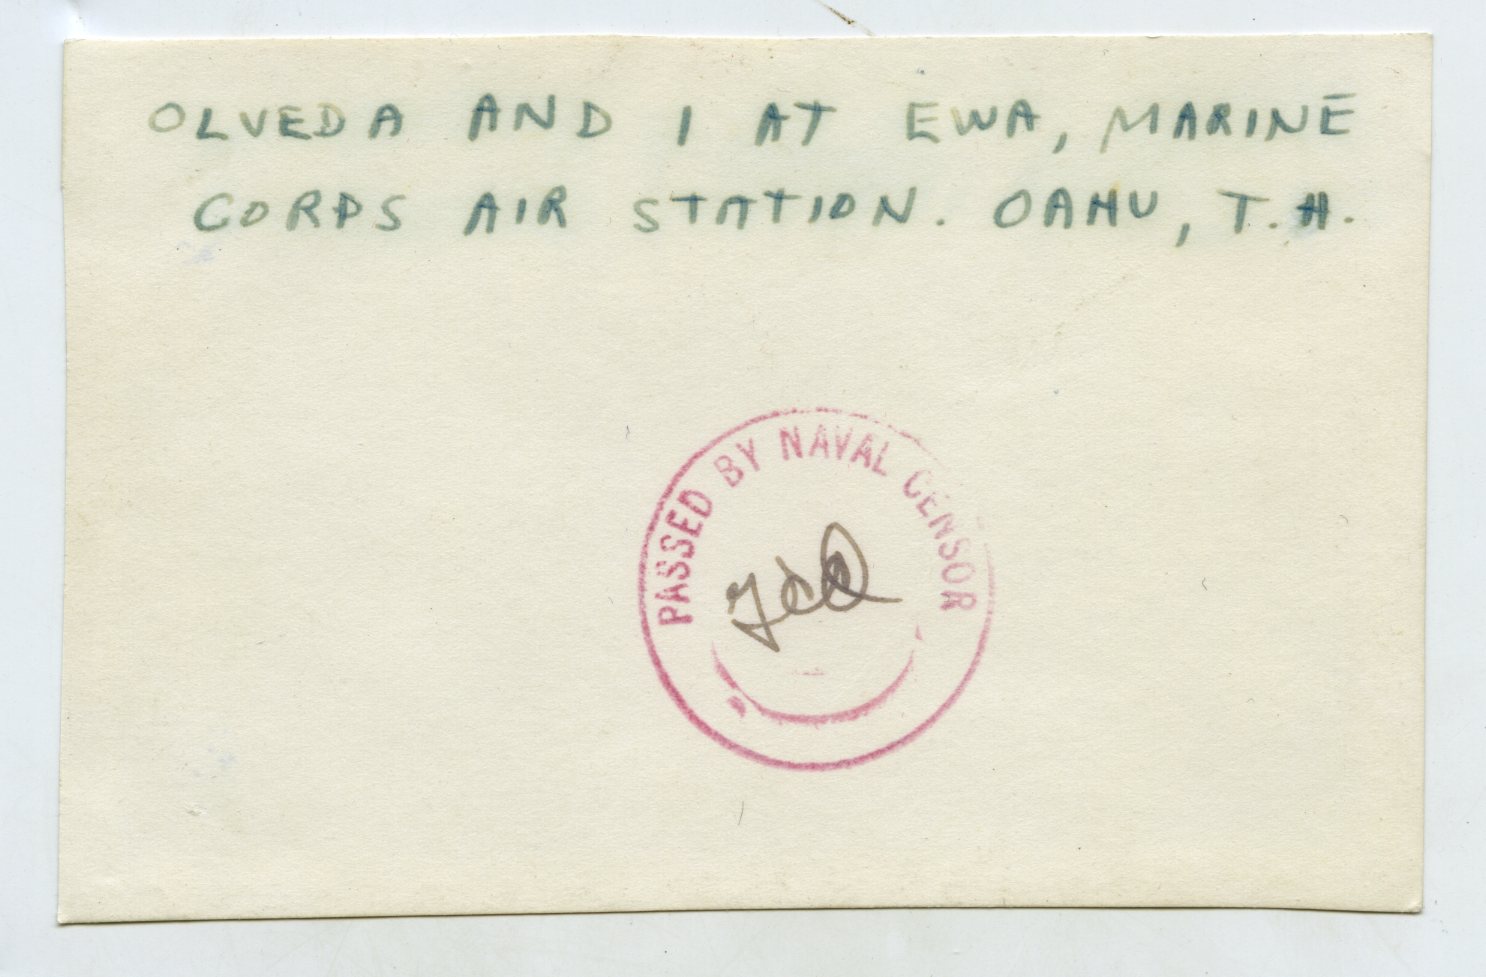 OLVEDA AND I AT EWA, MARINE
CORPS AIR STATION. OAHU, T.H.
PASSED BY NAVAL CENSOR